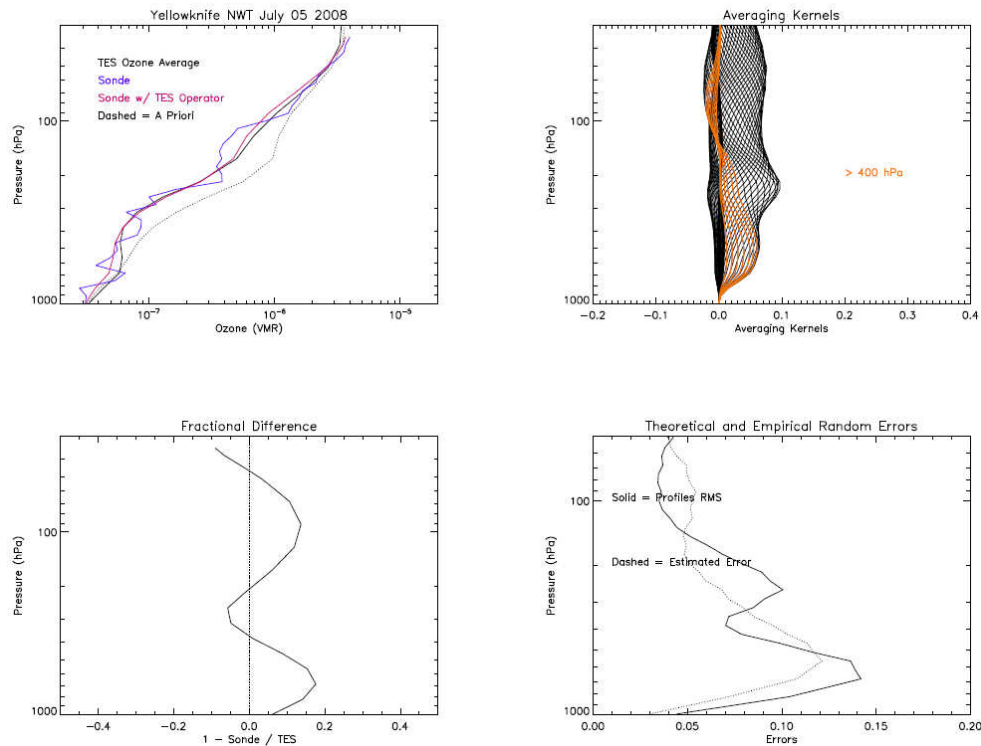 Yellowknife NWT July 05 2008
TES Ozone Average
Sonde
Sonde w/ TES Operator
Dashed = A Priori
100
1000
Pressure (hPa)
10-7
10-6
10-5
Ozone (VMR)
Averaging Kernels
> 400 hPa
100
1000
Pressure (hPa)
-0.2
-0.1
0.0
0.1
0.2
0.3
0.4
Averaging Kernels
Fractional Difference
100
1000
Pressure (hPa)
-0.4
-0.2
0.0
0.2
0.4
1 - Sonde / TES
Theoretical and Empirical Random Errors
Solid = Profiles RMS
Dashed = Estimated Error
100
1000
Pressure (hPa)
0.00
0.05
0.10
0.15
0.20
Errors